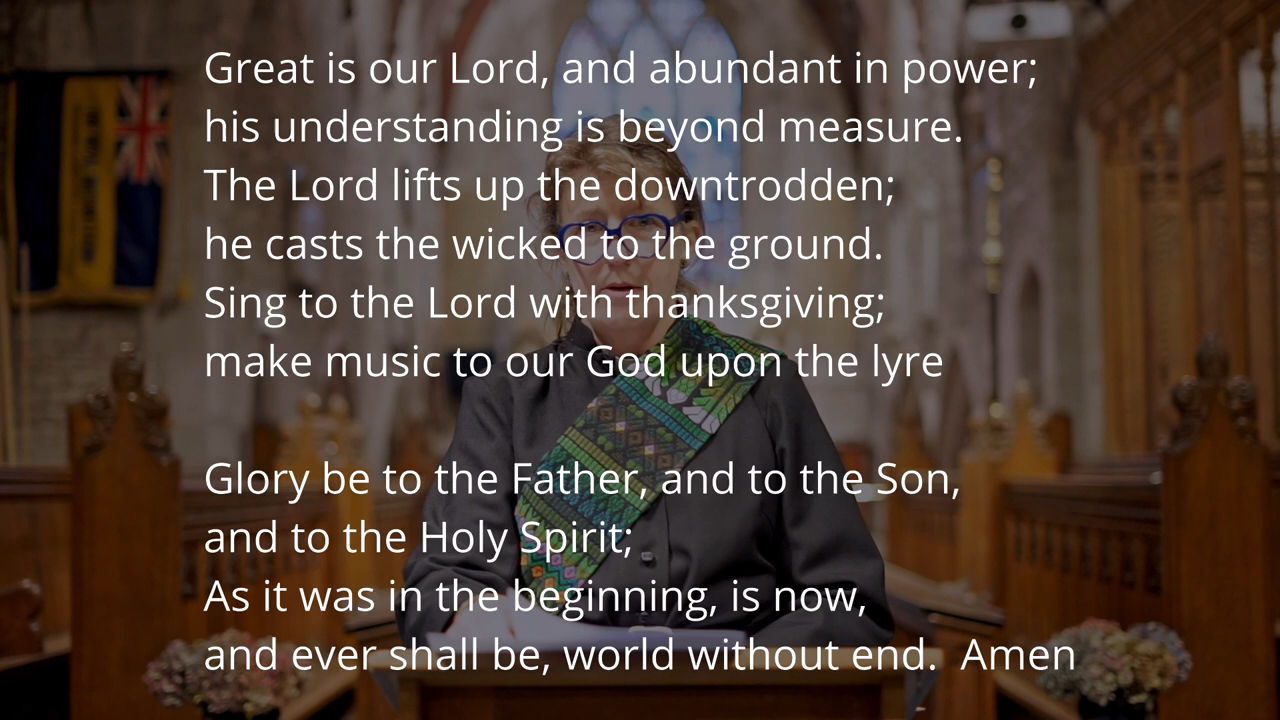 Great is our Lord, and abundant in power;
his understanding is beyond measure.
The Lord lifts up the downtrodden;
he casts the wicked to the ground.
Sing to the Lord with thanksgiving;
make music to our God upon the lyre
Glory be to the Father, and to the Son,
and to the Holy Spirit;
As it was in the beginning, is now,
and ever shall be, world without end.  Amen